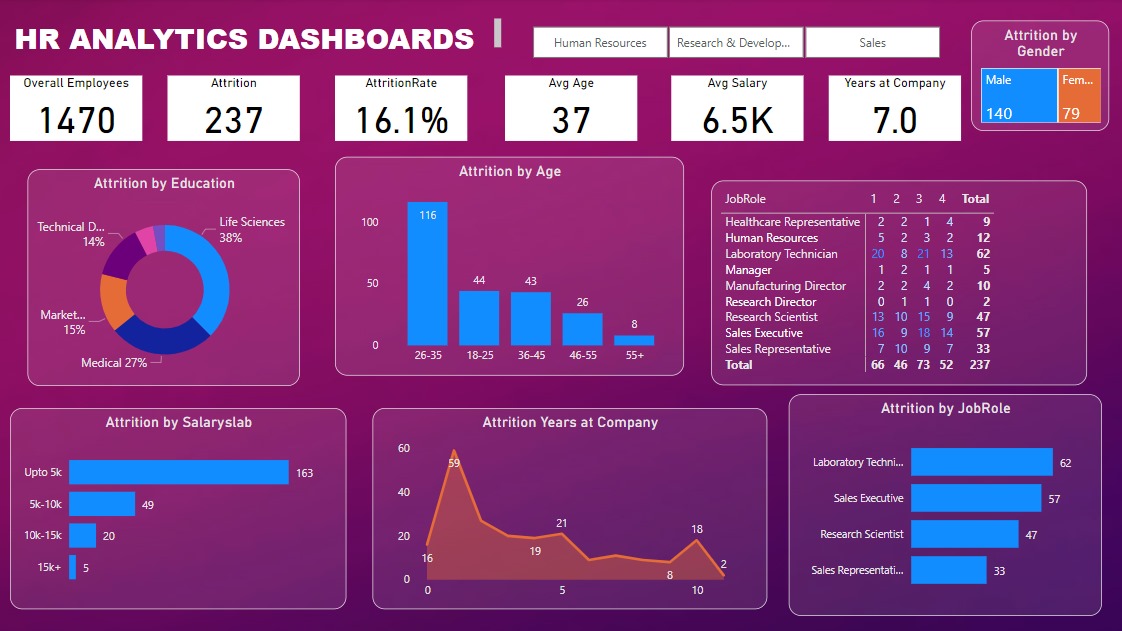 HR ANALYTICS DASHBOARDS
Human Resources
Research & Develop...
Sales
Attrition by
Gender
Male
Fem...
140
79
Overall Employees
1470
Attrition
237
AttritionRate
16.1%
Avg Age
37
Avg Salary
6.5K
Years at Company
7.0
Attrition by Education
Technical D...
14%
Life Sciences
38%
Market...
15%
Medical 27%
Attrition by Age
100
50
0
116
44
43
26
8
26-35 18-25 36-45 46-55 55+
JobRole 1 2 3 4 Total
Healthcare Representative 2 2 1 4 9
Human Resources 5 2 3 2 12
Laboratory Technician 20 8 21 13 62
Manager 1 2 1 1 5
Manufacturing Director 2 2 4 2 10
Research Director 0 1 1 0 2
Research Scientist 13 10 15 9 47
Sales Executive 16 9 18 14 57
Sales Representative 7 10 9 7 33
Total 66 46 73 52 237
Attrition by Salaryslab
Upto 5k 163
5k-10k 49
10k-15k 20
15k+ 5
Attrition Years at Company
60
40
20
0
16
59
19
21
8
18
2
0 5 10
Attrition by JobRole
Laboratory Techni... 62
Sales Executive 57
Research Scientist 47
Sales Representati... 33